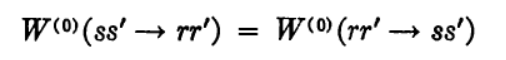 W⁽⁰⁾(ss′ → rr′) = W⁽⁰⁾(rr′ → ss′)